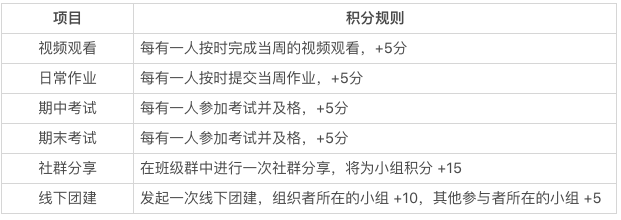 项目 积分规则
视频观看 每有一人按时完成当周的视频观看，+5分
日常作业 每有一人按时提交当周作业，+5分
期中考试 每有一人参加考试并及格，+5分
期末考试 每有一人参加考试并及格，+5分
社群分享 在班级群中进行一次社群分享，将为小组积分 +15
线下团建 发起一次线下团建，组织者所在的小组 +10，其他参与者所在的小组 +5